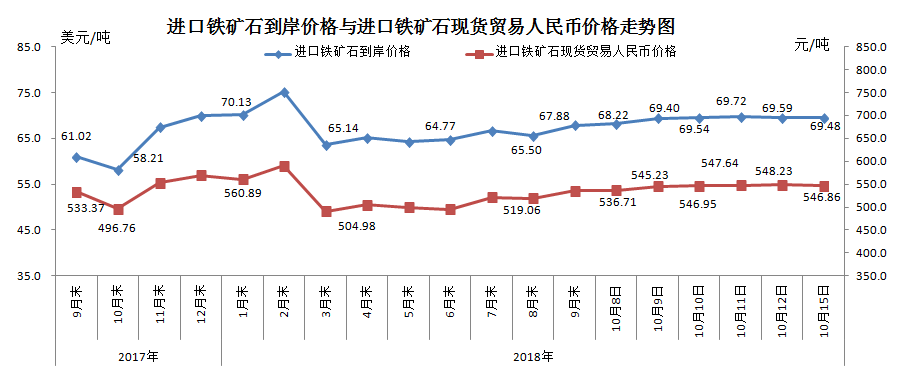 进口铁矿石到岸价格与进口铁矿石现货贸易人民币价格走势图
美元/吨
元/吨
进口铁矿石到岸价格
进口铁矿石现货贸易人民币价格
85.0
75.0
65.0
55.0
45.0
35.0
850.0
800.0
750.0
700.0
650.0
600.0
550.0
500.0
450.0
400.0
350.0
61.02
58.21
70.13
65.14
64.77
65.50
67.88
68.22
69.40
69.54
69.72
69.59
69.48
533.37
496.76
560.89
504.98
519.06
536.71
545.23
546.95
547.64
548.23
546.86
9月末
10月末
11月末
12月末
1月末
2月末
3月末
4月末
5月末
6月末
7月末
8月末
9月末
10月8日
10月9日
10月10日
10月11日
10月12日
10月15日
2017年
2018年